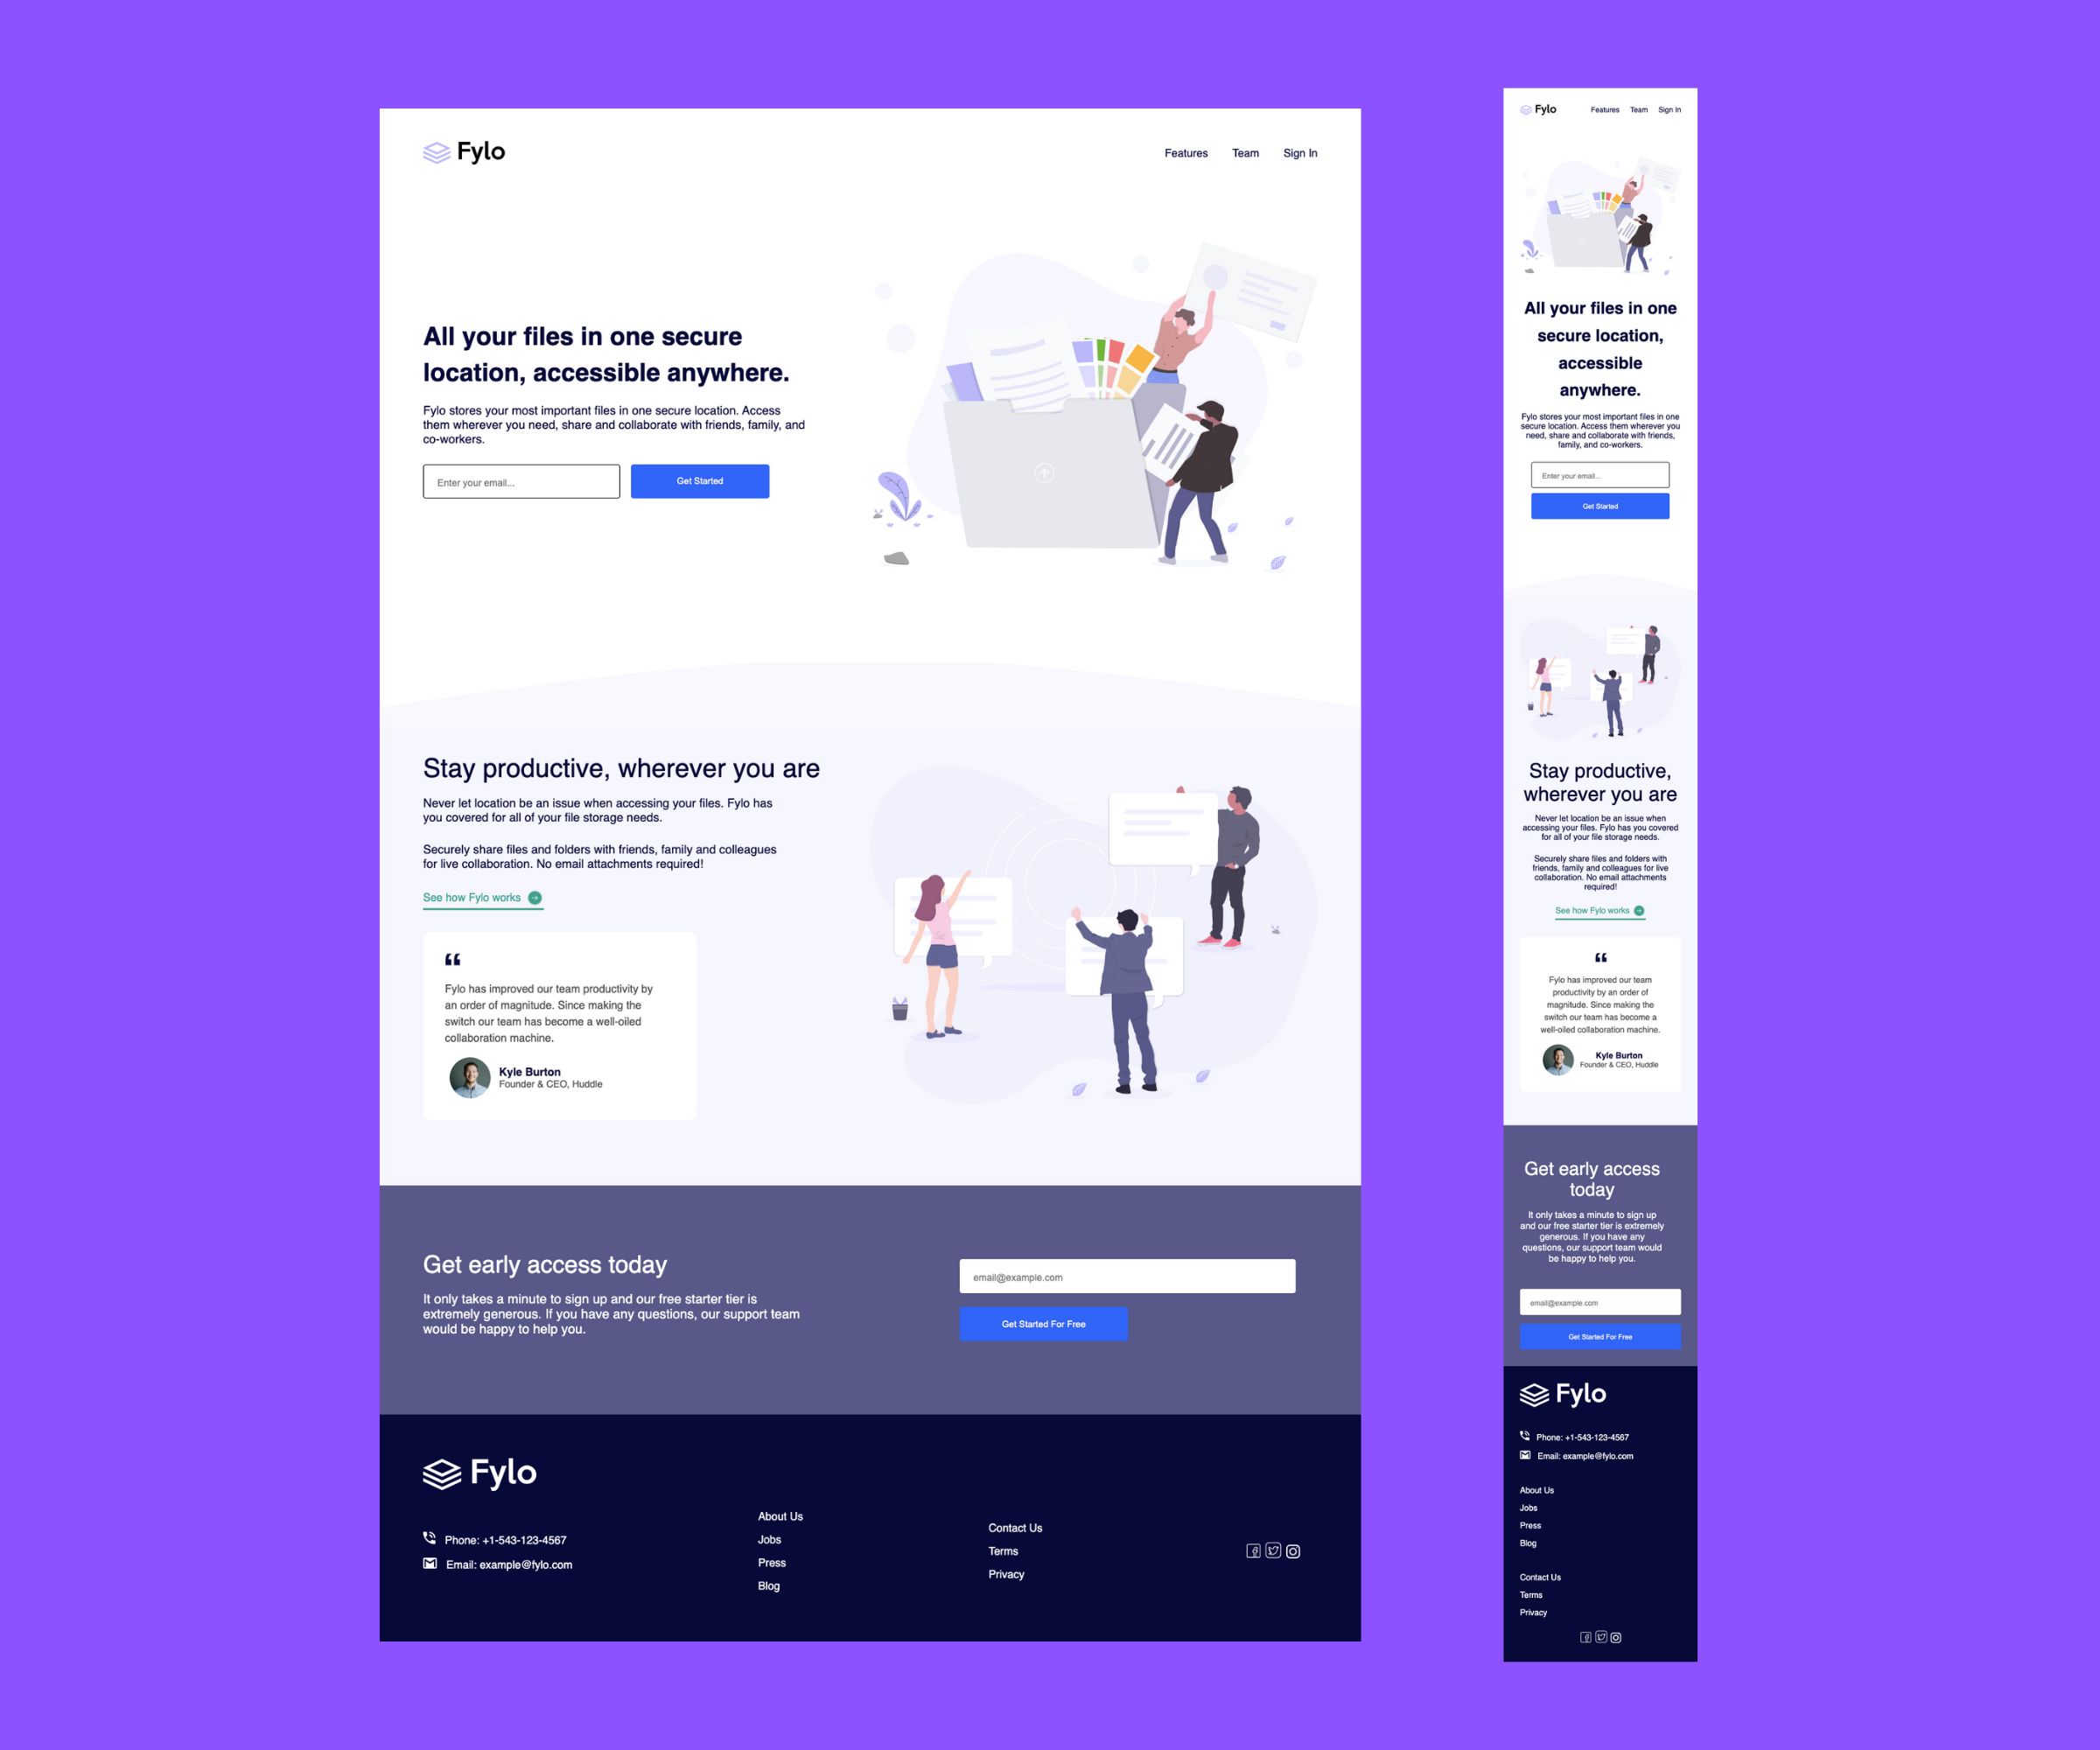 Fylo
Features Team Sign In
All your files in one secure
location, accessible anywhere.
Fylo stores your most important files in one secure location. Access
them wherever you need, share and collaborate with friends, family, and
co-workers.
Enter your email...
Get Started
Stay productive, wherever you are
Never let location be an issue when accessing your files. Fylo has
you covered for all of your file storage needs.
Securely share files and folders with friends, family and colleagues
for live collaboration. No email attachments required!
See how Fylo works
“
Fylo has improved our team productivity by
an order of magnitude. Since making the
switch our team has become a well-oiled
collaboration machine.
Kyle Burton
Founder & CEO, Huddle
Get early access today
It only takes a minute to sign up and our free starter tier is
extremely generous. If you have any questions, our support team
would be happy to help you.
email@example.com
Get Started For Free
Fylo
Phone: +1-543-123-4567
Email: example@fylo.com
About Us
Jobs
Press
Blog
Contact Us
Terms
Privacy
Fylo
Features Team Sign In
All your files in one
secure location,
accessible
anywhere.
Fylo stores your most important files in one
secure location. Access them wherever you
need, share and collaborate with friends,
family, and co-workers.
Enter your email...
Get Started
Stay productive,
wherever you are
Never let location be an issue when
accessing your files. Fylo has you covered
for all of your file storage needs.
Securely share files and folders with
friends, family and colleagues for live
collaboration. No email attachments
required!
See how Fylo works
“
Fylo has improved our team
productivity by an order of
magnitude. Since making the
switch our team has become a
well-oiled collaboration machine.
Kyle Burton
Founder & CEO, Huddle
Get early access
today
It only takes a minute to sign up
and our free starter tier is extremely
generous. If you have any
questions, our support team would
be happy to help you.
email@example.com
Get Started For Free
Fylo
Phone: +1-543-123-4567
Email: example@fylo.com
About Us
Jobs
Press
Blog
Contact Us
Terms
Privacy